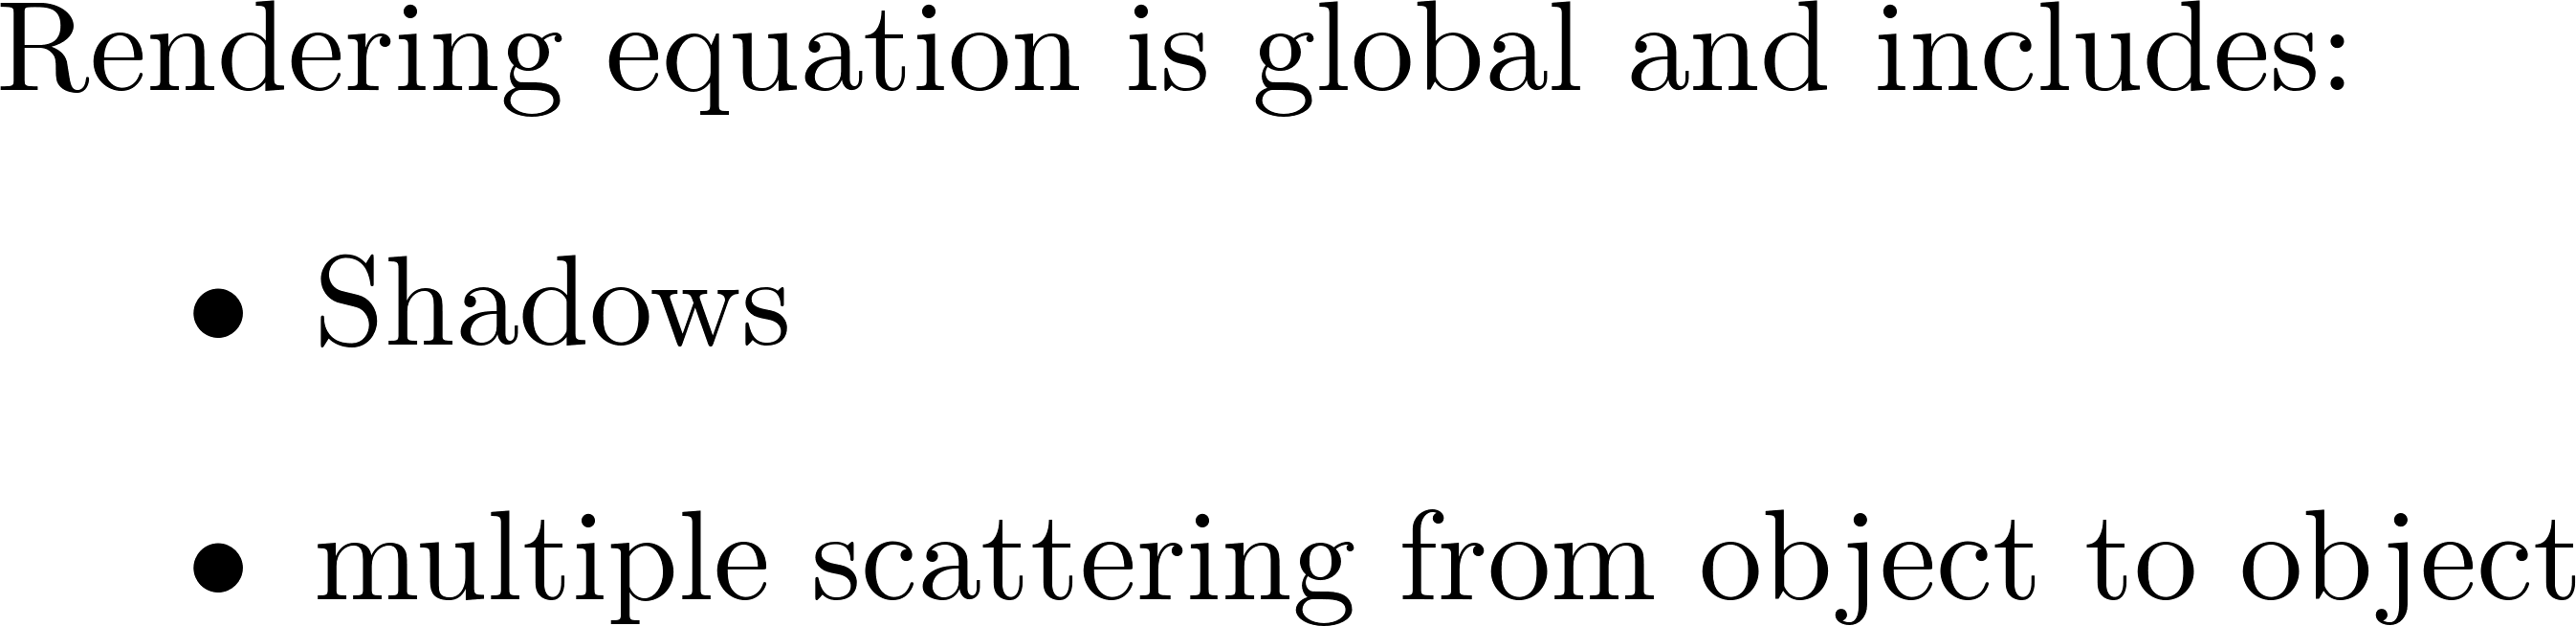 Rendering equation is global and includes:
• Shadows
• multiple scattering from object to object